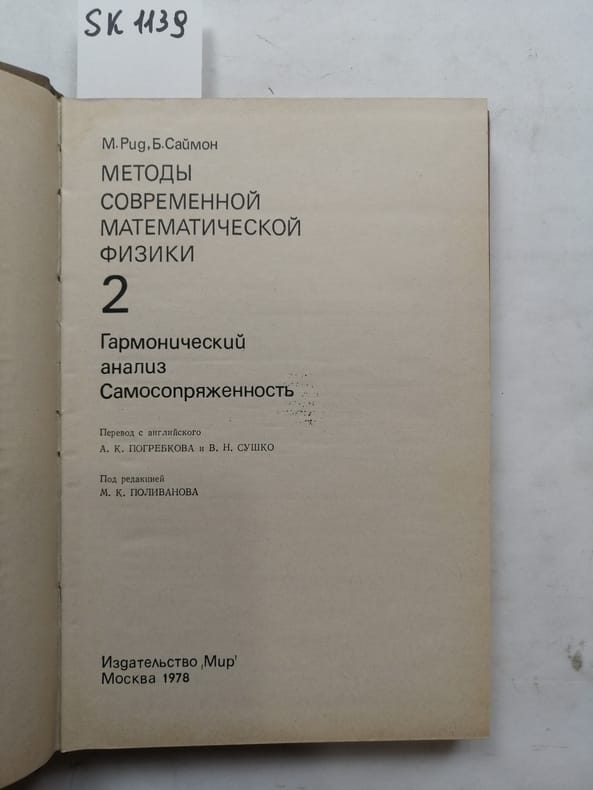 SK 1139
М. Рид, Б. Саймон
МЕТОДЫ
СОВРЕМЕННОЙ
МАТЕМАТИЧЕСКОЙ
ФИЗИКИ
2
Гармонический
анализ
Самосопряженность
Перевод с английского
А. К. ПОГРЕБКОВА и В. Н. СУШКО
Под редакцией
М. К. ПОЛИВАНОВА
Издательство ‚Мир‘
Москва 1978